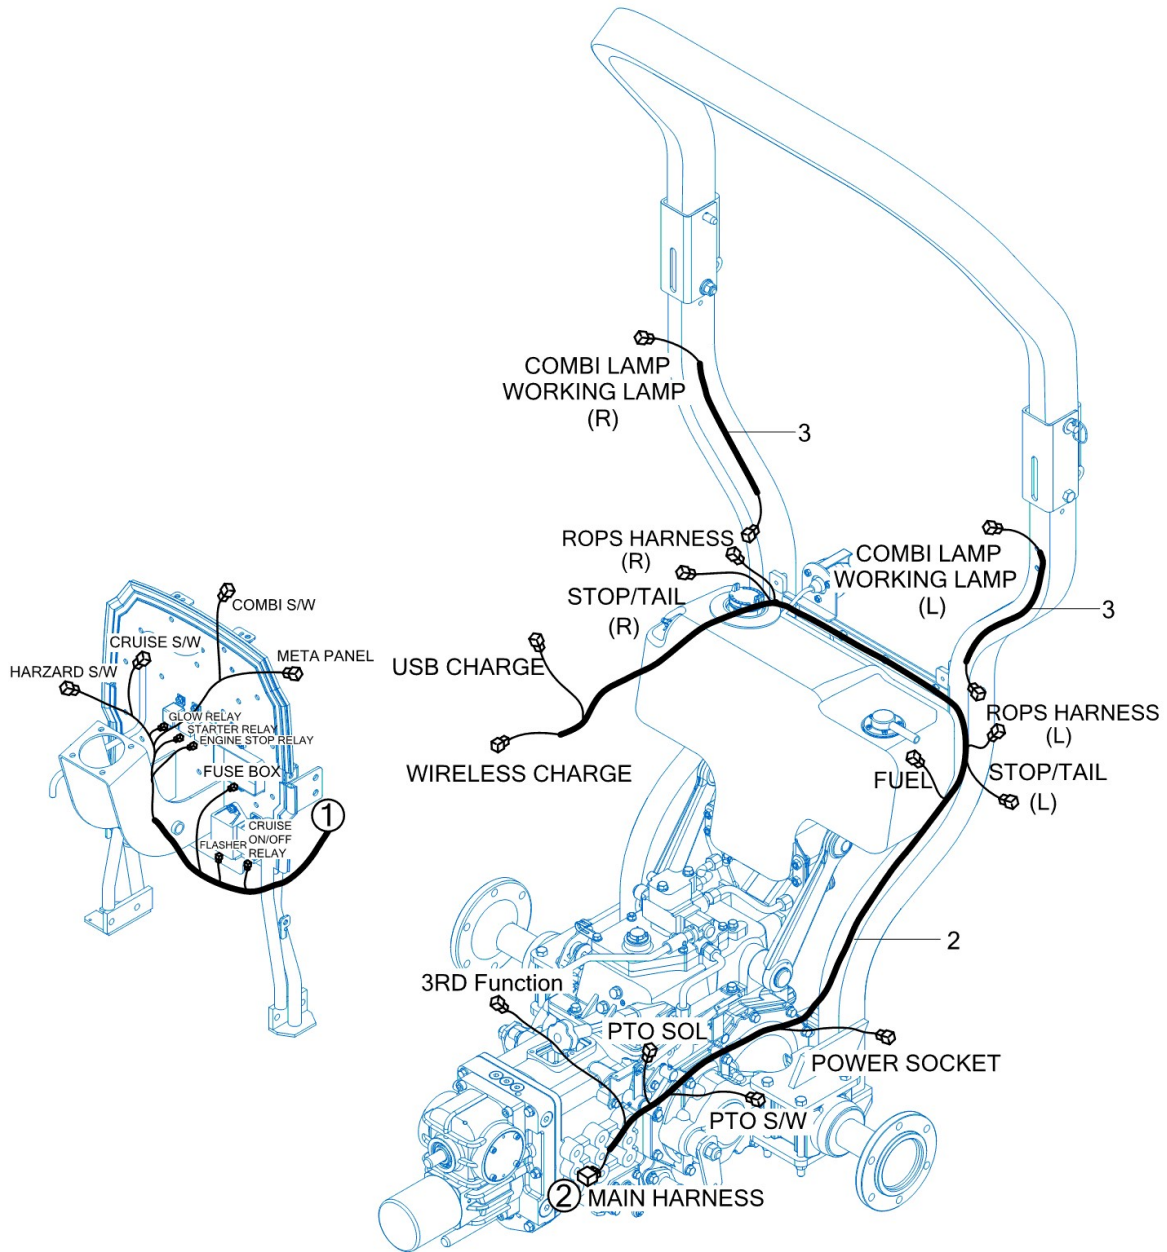 COMBI LAMP
WORKING LAMP
(R)
3
ROPS HARNESS
(R)
STOP/TAIL
(R)
COMBI LAMP
WORKING LAMP
(L)
3
USB CHARGE
WIRELESS CHARGE
ROPS HARNESS
(L)
STOP/TAIL
(L)
FUEL
COMBI S/W
CRUISE S/W
HARZARD S/W
META PANEL
GLOW RELAY
STARTER RELAY
ENGINE STOP RELAY
FUSE BOX
CRUISE
ON/OFF
RELAY
FLASHER
1
2
3RD Function
PTO SOL
POWER SOCKET
PTO S/W
2 MAIN HARNESS